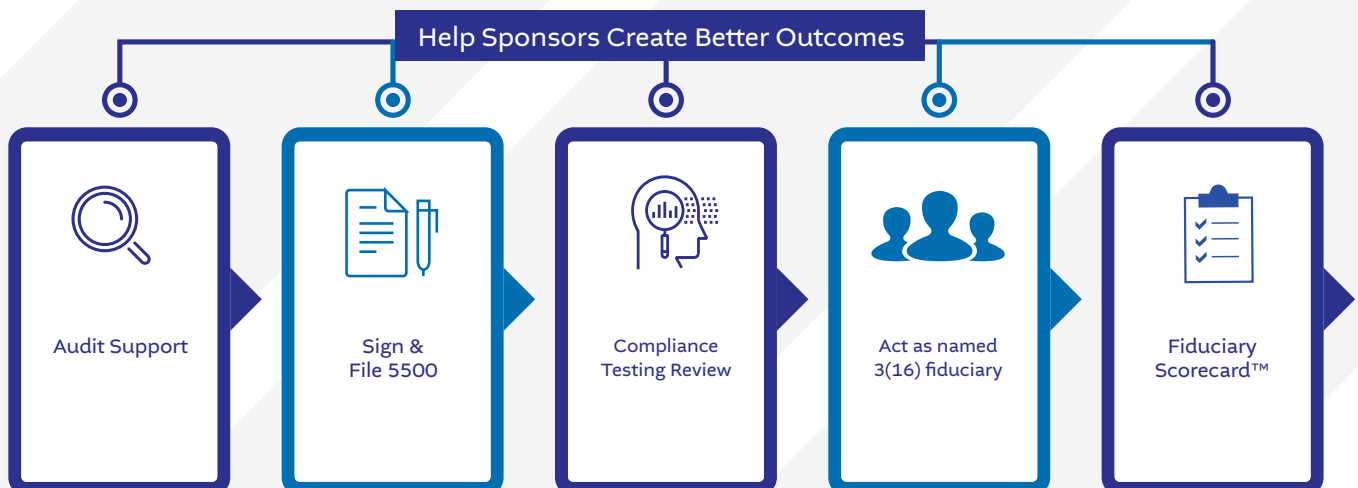 Help Sponsors Create Better Outcomes
Audit Support
Sign &
File 5500
Compliance
Testing Review
Act as named
3(16) fiduciary
Fiduciary
Scorecard™